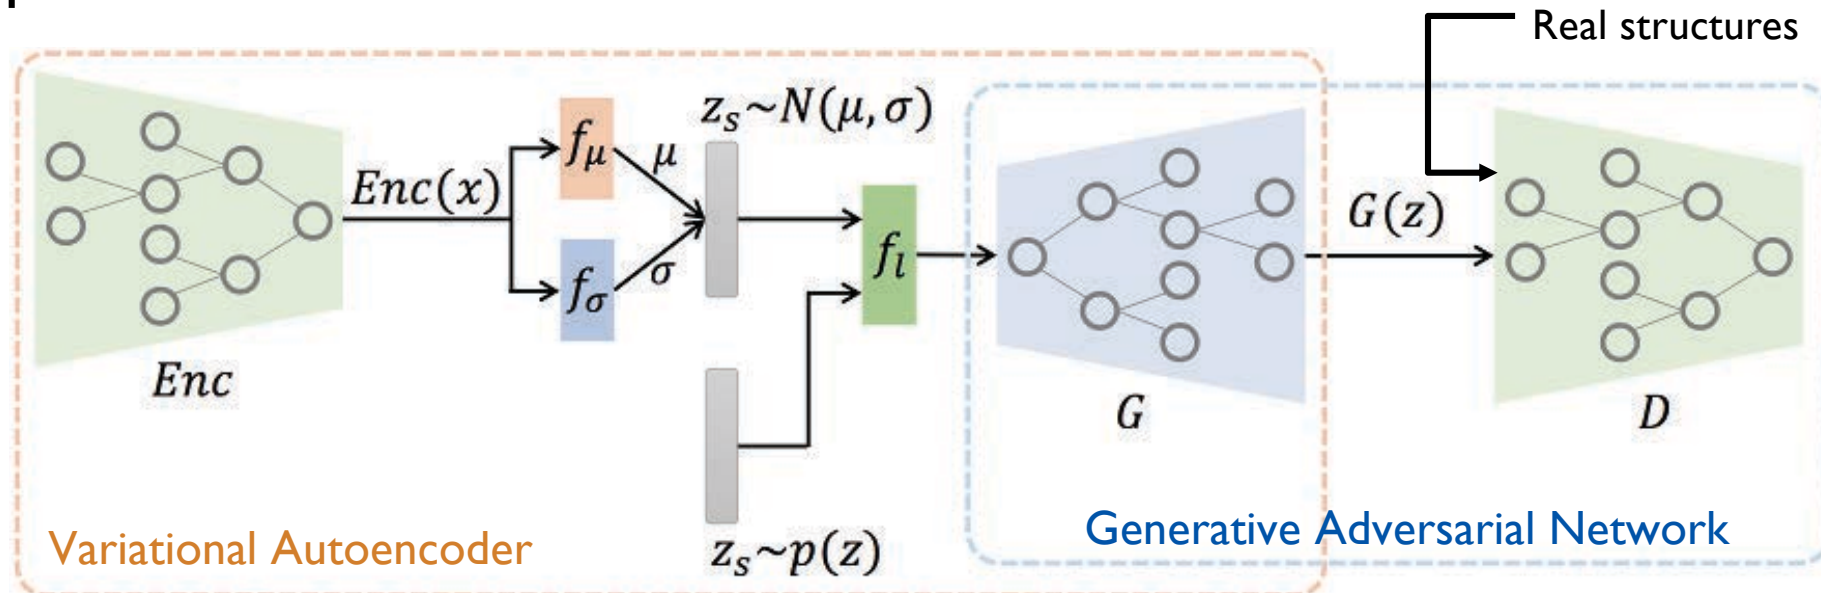 Real structures
z_s~N(μ, σ)
f_μ
μ
Enc(x)
σ
f_σ
f_l
G(z)
Enc
G
D
z_s~p(z)
Variational Autoencoder
Generative Adversarial Network